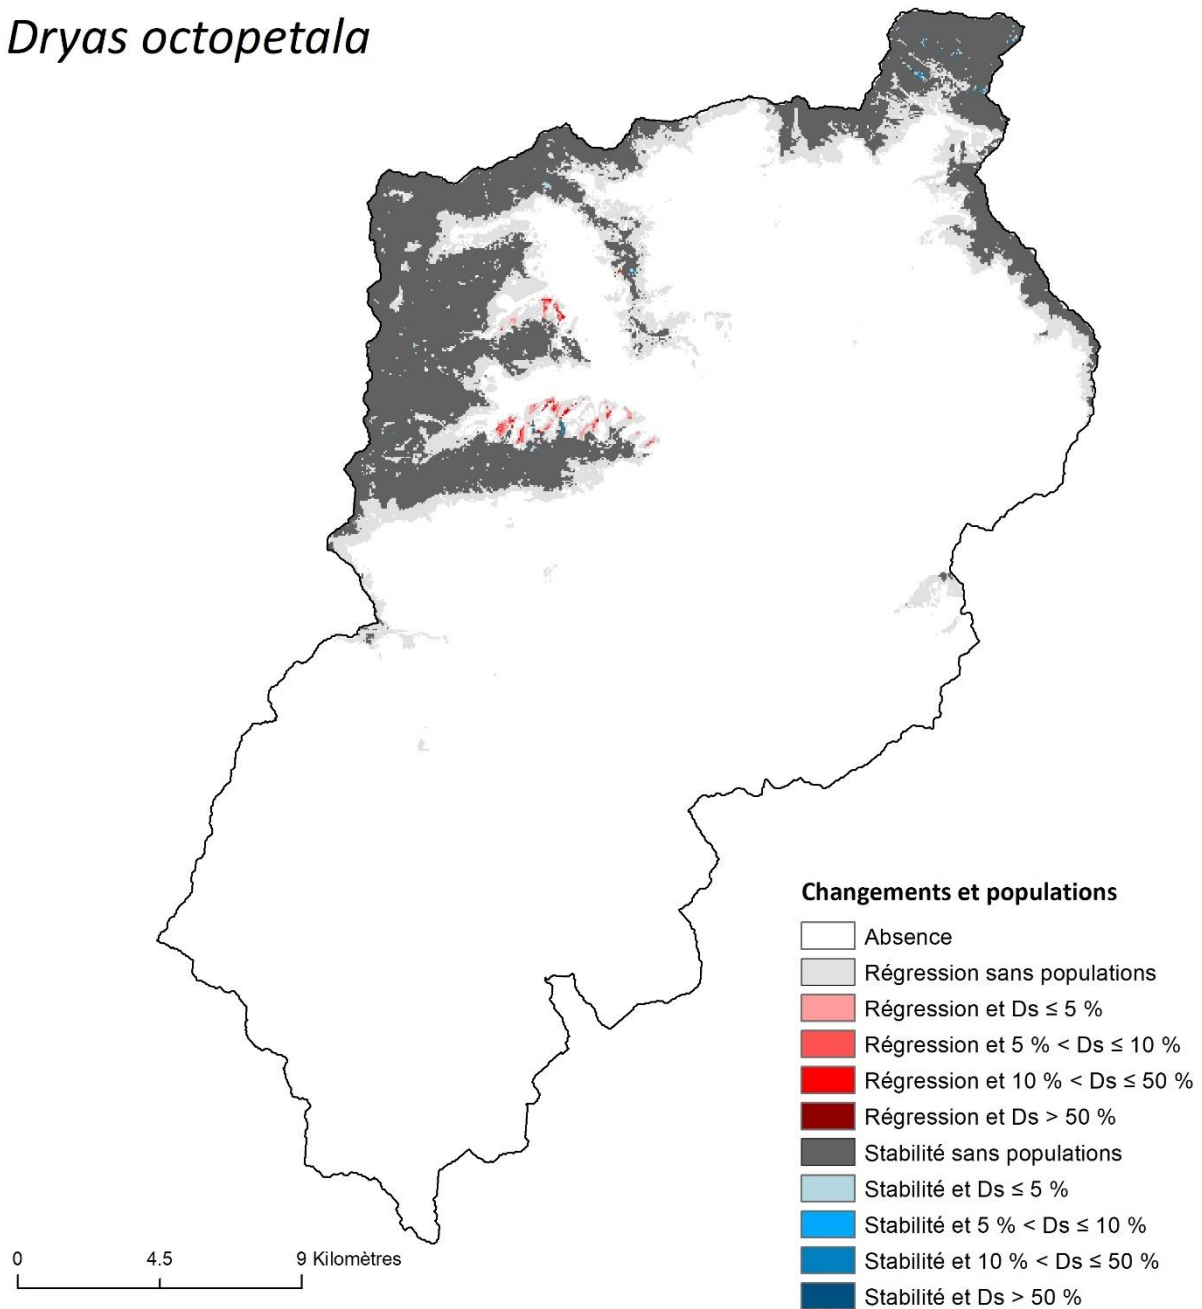 Dryas octopetala
Changements et populations
Absence
Régression sans populations
Régression et Ds ≤ 5 %
Régression et 5 % < Ds ≤ 10 %
Régression et 10 % < Ds ≤ 50 %
Régression et Ds > 50 %
Stabilité sans populations
Stabilité et Ds ≤ 5 %
Stabilité et 5 % < Ds ≤ 10 %
Stabilité et 10 % < Ds ≤ 50 %
Stabilité et Ds > 50 %
0 4.5 9 Kilomètres